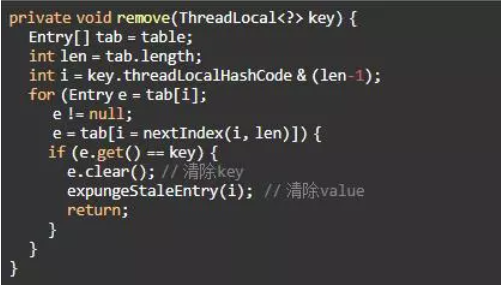 private void remove(ThreadLocal<?> key) {
Entry[] tab = table;
int len = tab.length;
int i = key.threadLocalHashCode & (len-1);
for (Entry e = tab[i];
e != null;
e = tab[i = nextIndex(i, len)]) {
if (e.get() == key) {
e.clear(); // 清除key
expungeStaleEntry(i); // 清除value
return;
}
}
}